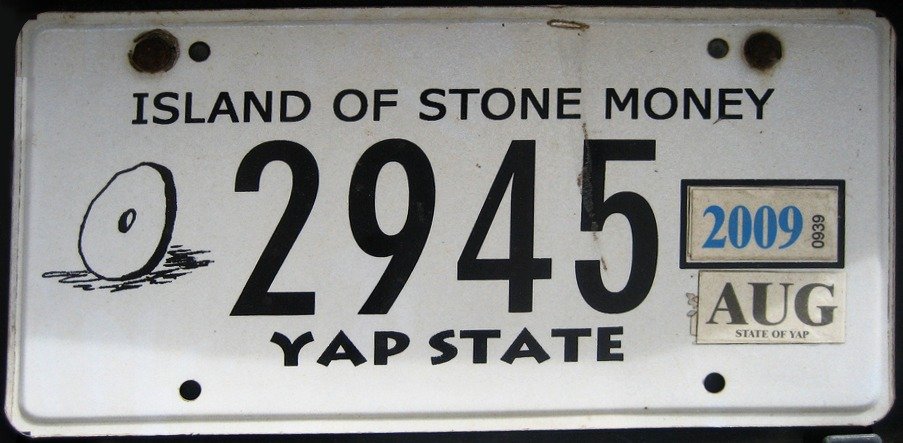 ISLAND OF STONE MONEY
2945
2009 0939
AUG
STATE OF YAP
YAP STATE